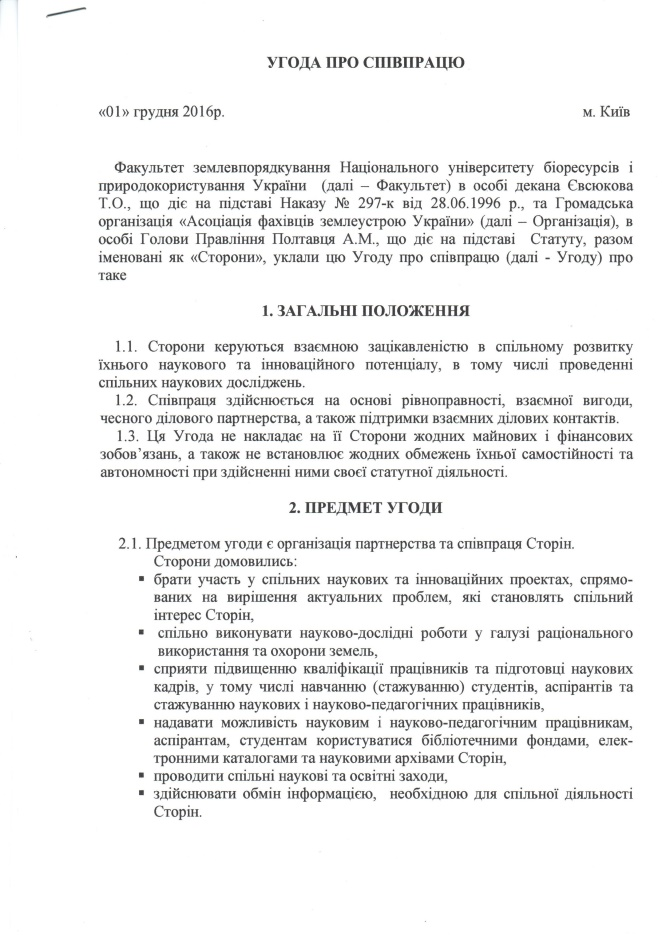 УГОДА ПРО СПІВПРАЦЮ
«01» грудня 2016р. м. Київ
Факультет землевпорядкування Національного університету біоресурсів і
природокористування України (далі – Факультет) в особі декана Євсюкова
Т.О., що діє на підставі Наказу № 297-к від 28.06.1996 р., та Громадська
організація «Асоціація фахівців землеустрою України» (далі – Організація), в
особі Голови Правління Полтавця А.М., що діє на підставі Статуту, разом
іменовані як «Сторони», уклали цю Угоду про співпрацю (далі - Угоду) про
таке
1. ЗАГАЛЬНІ ПОЛОЖЕННЯ
1.1. Сторони керуються взаємною зацікавленістю в спільному розвитку
їхнього наукового та інноваційного потенціалу, в тому числі проведенні
спільних наукових досліджень.
1.2. Співпраця здійснюється на основі рівноправності, взаємної вигоди,
чесного ділового партнерства, а також підтримки взаємних ділових контактів.
1.3. Ця Угода не накладає на її Сторони жодних майнових і фінансових
зобов’язань, а також не встановлює жодних обмежень їхньої самостійності та
автономності при здійсненні ними своєї статутної діяльності.
2. ПРЕДМЕТ УГОДИ
2.1. Предметом угоди є організація партнерства та співпраця Сторін.
Сторони домовились:
▪ брати участь у спільних наукових та інноваційних проектах, спрямо-
ваних на вирішення актуальних проблем, які становлять спільний
інтерес Сторін,
▪ спільно виконувати науково-дослідні роботи у галузі раціонального
використання та охорони земель,
▪ сприяти підвищенню кваліфікації працівників та підготовці наукових
кадрів, у тому числі навчанню (стажуванню) студентів, аспірантів та
стажуванню наукових і науково-педагогічних працівників,
▪ надавати можливість науковим і науково-педагогічним працівникам,
аспірантам, студентам користуватися бібліотечними фондами, елек-
тронними каталогами та науковими архівами Сторін,
▪ проводити спільні наукові та освітні заходи,
▪ здійснювати обмін інформацією, необхідною для спільної діяльності
Сторін.